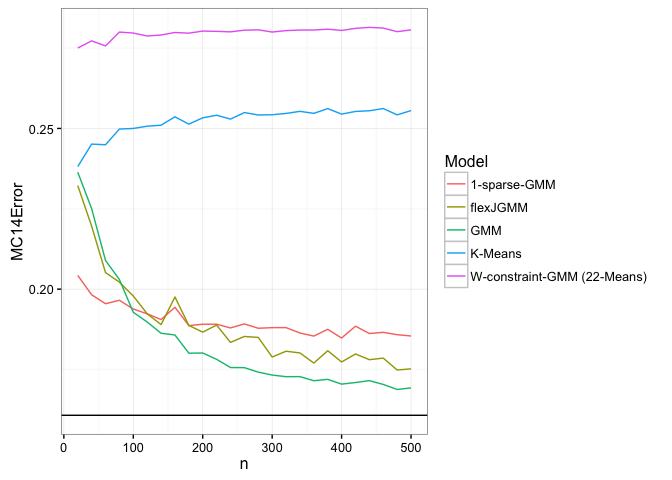 MC14Error
0.25
0.20
0
100
200
300
400
500
n
Model
1-sparse-GMM
flexJGMM
GMM
K-Means
W-constraint-GMM (22-Means)